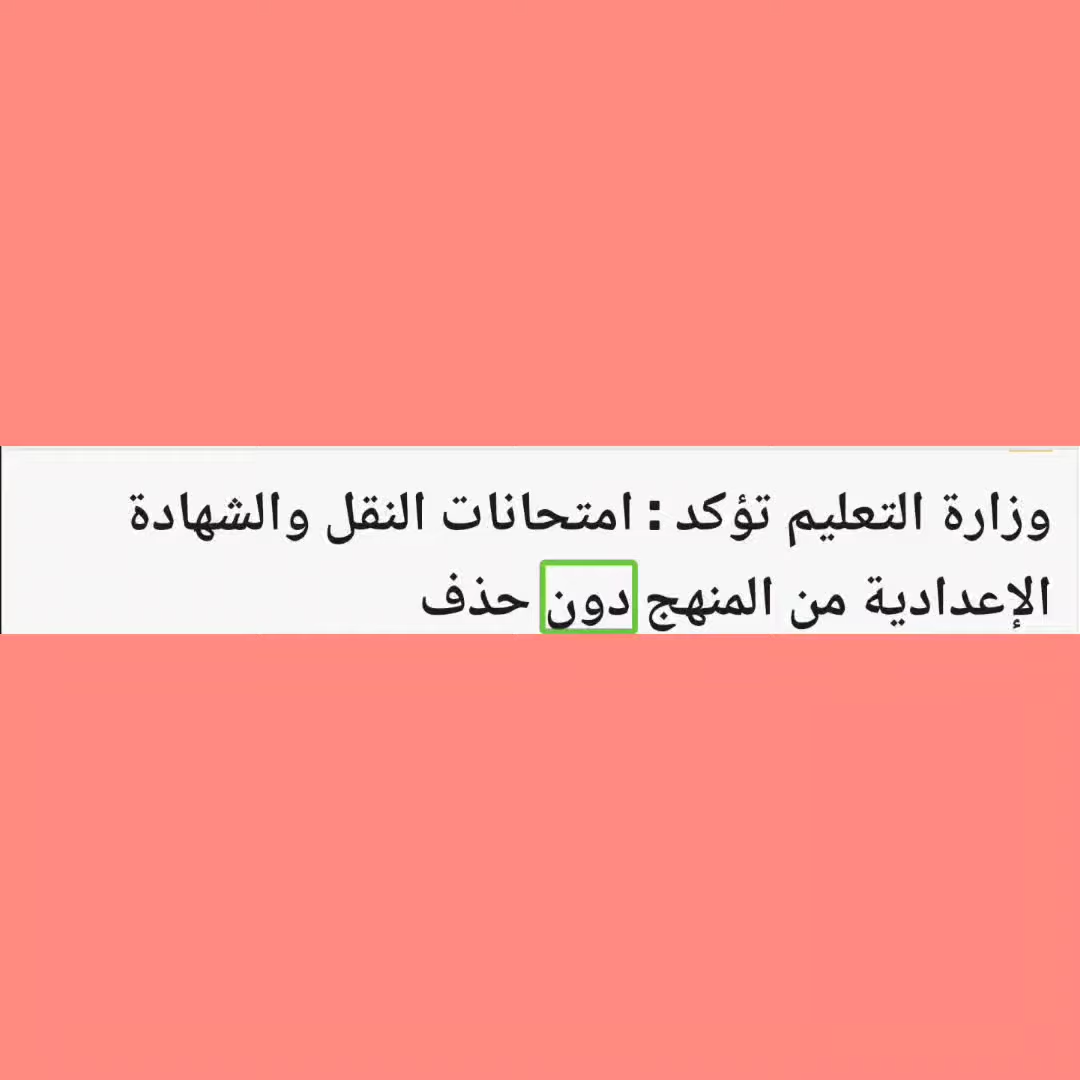 وزارة التعليم تؤكد : امتحانات النقل والشهادة
الإعدادية من المنهج دون حذف